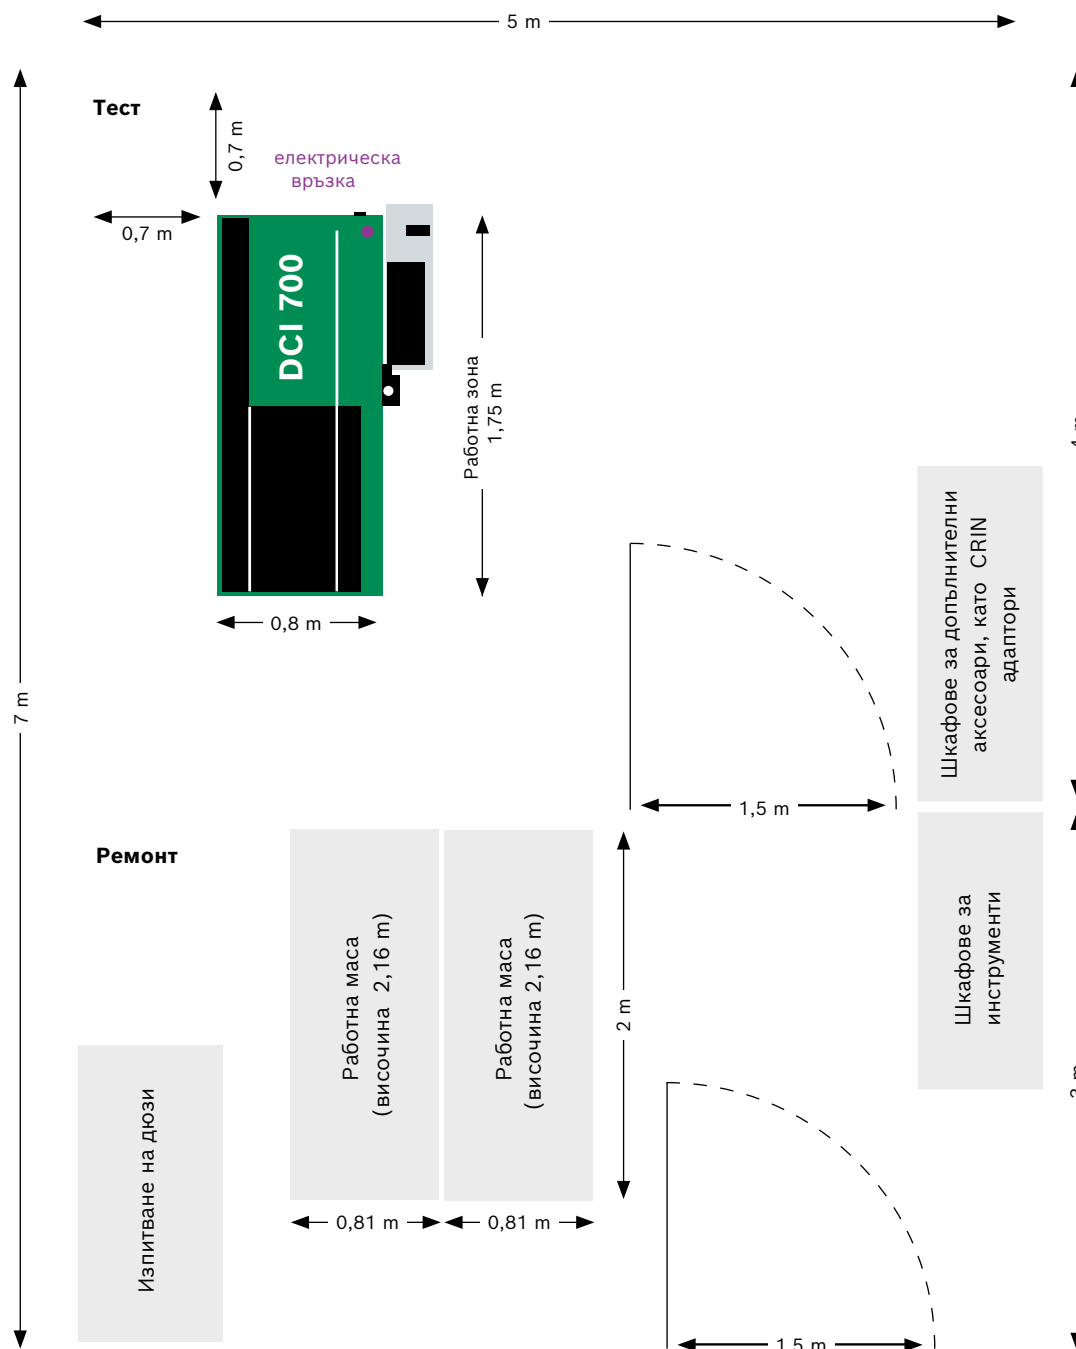 5 m
Тест
0,7 m
електрическа
връзка
0,7 m
DCI 700
Работна зона
1,75 m
0,8 m
7 m
Шкафове за допълнителни
аксесоари, като CRIN
адаптори
1,5 m
Ремонт
Работна маса
(височина 2,16 m)
Работна маса
(височина 2,16 m)
2 m
Шкафове за
инструменти
Изпитване на дюзи
0,81 m
0,81 m
1,5 m